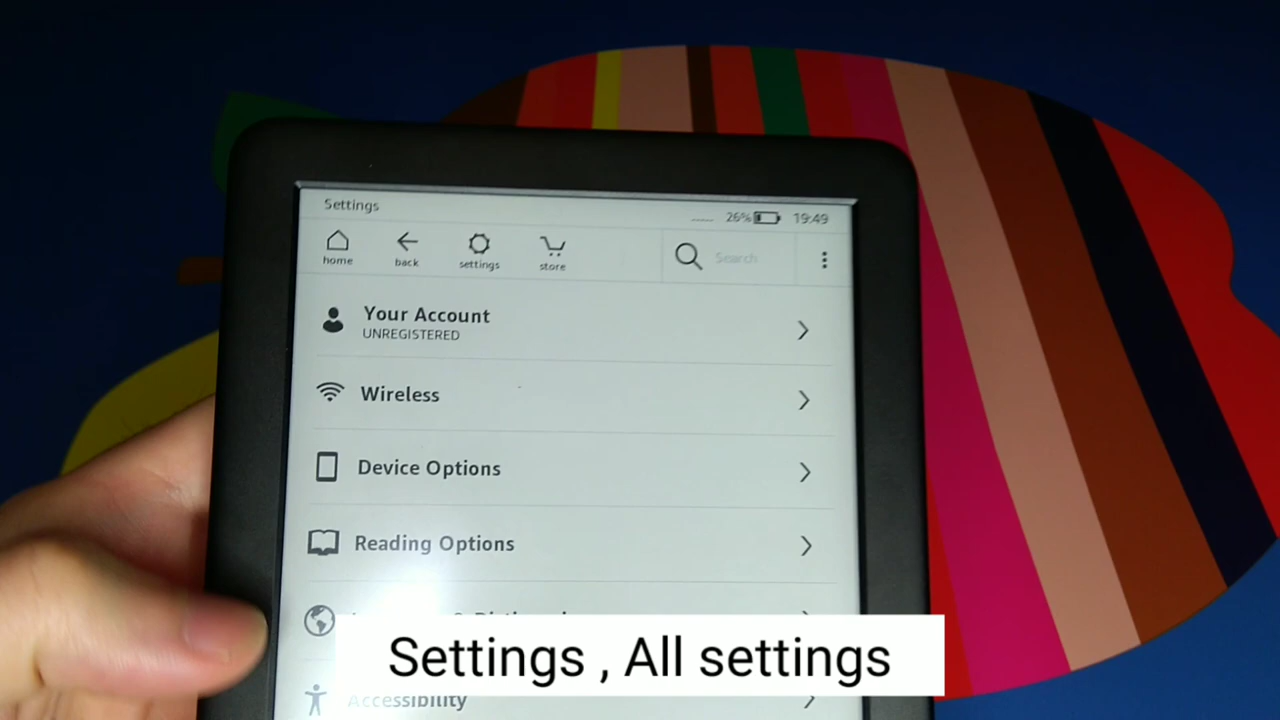 Settings
26% 19:49
home back settings store Search
Your Account
UNREGISTERED
Wireless
Device Options
Reading Options
Settings , All settings
Accessibility